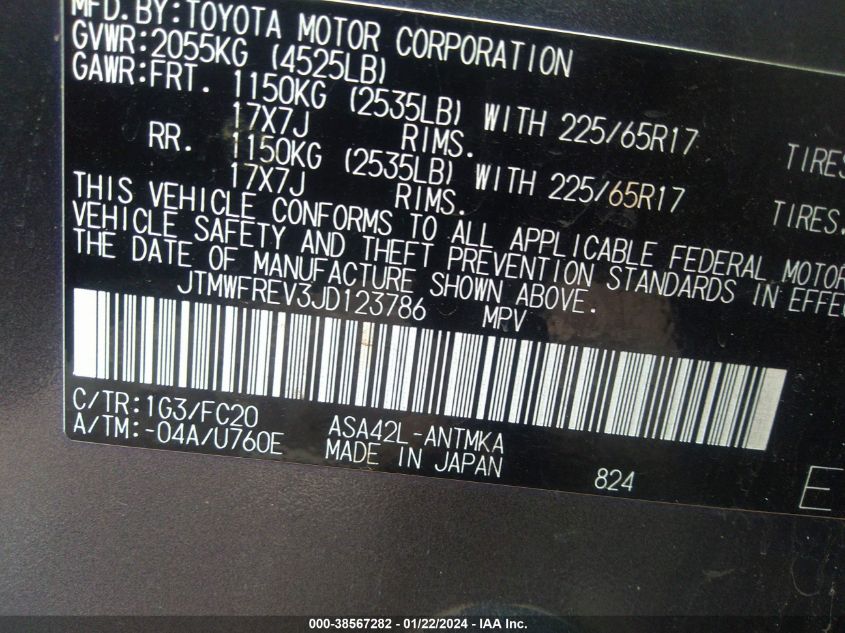 MFD.BY:TOYOTA MOTOR CORPORATION
GVWR:2055KG (4525LB)
GAWR:FRT. 1150KG (2535LB) WITH 225/65R17 TIRES
17X7J RIMS.
RR. 1150KG (2535LB) WITH 225/65R17 TIRES.
17X7J RIMS.
THIS VEHICLE CONFORMS TO ALL APPLICABLE FEDERAL MOTOR
VEHICLE SAFETY AND THEFT PREVENTION STANDARDS IN EFFE
THE DATE OF MANUFACTURE SHOWN ABOVE.
JTMWFREV3JD123786 MPV
C/TR:1G3/FC20 ASA42L-ANTMKA
A/TM:-04A/U760E MADE IN JAPAN
824 E
000-38567282 - 01/22/2024 - IAA Inc.